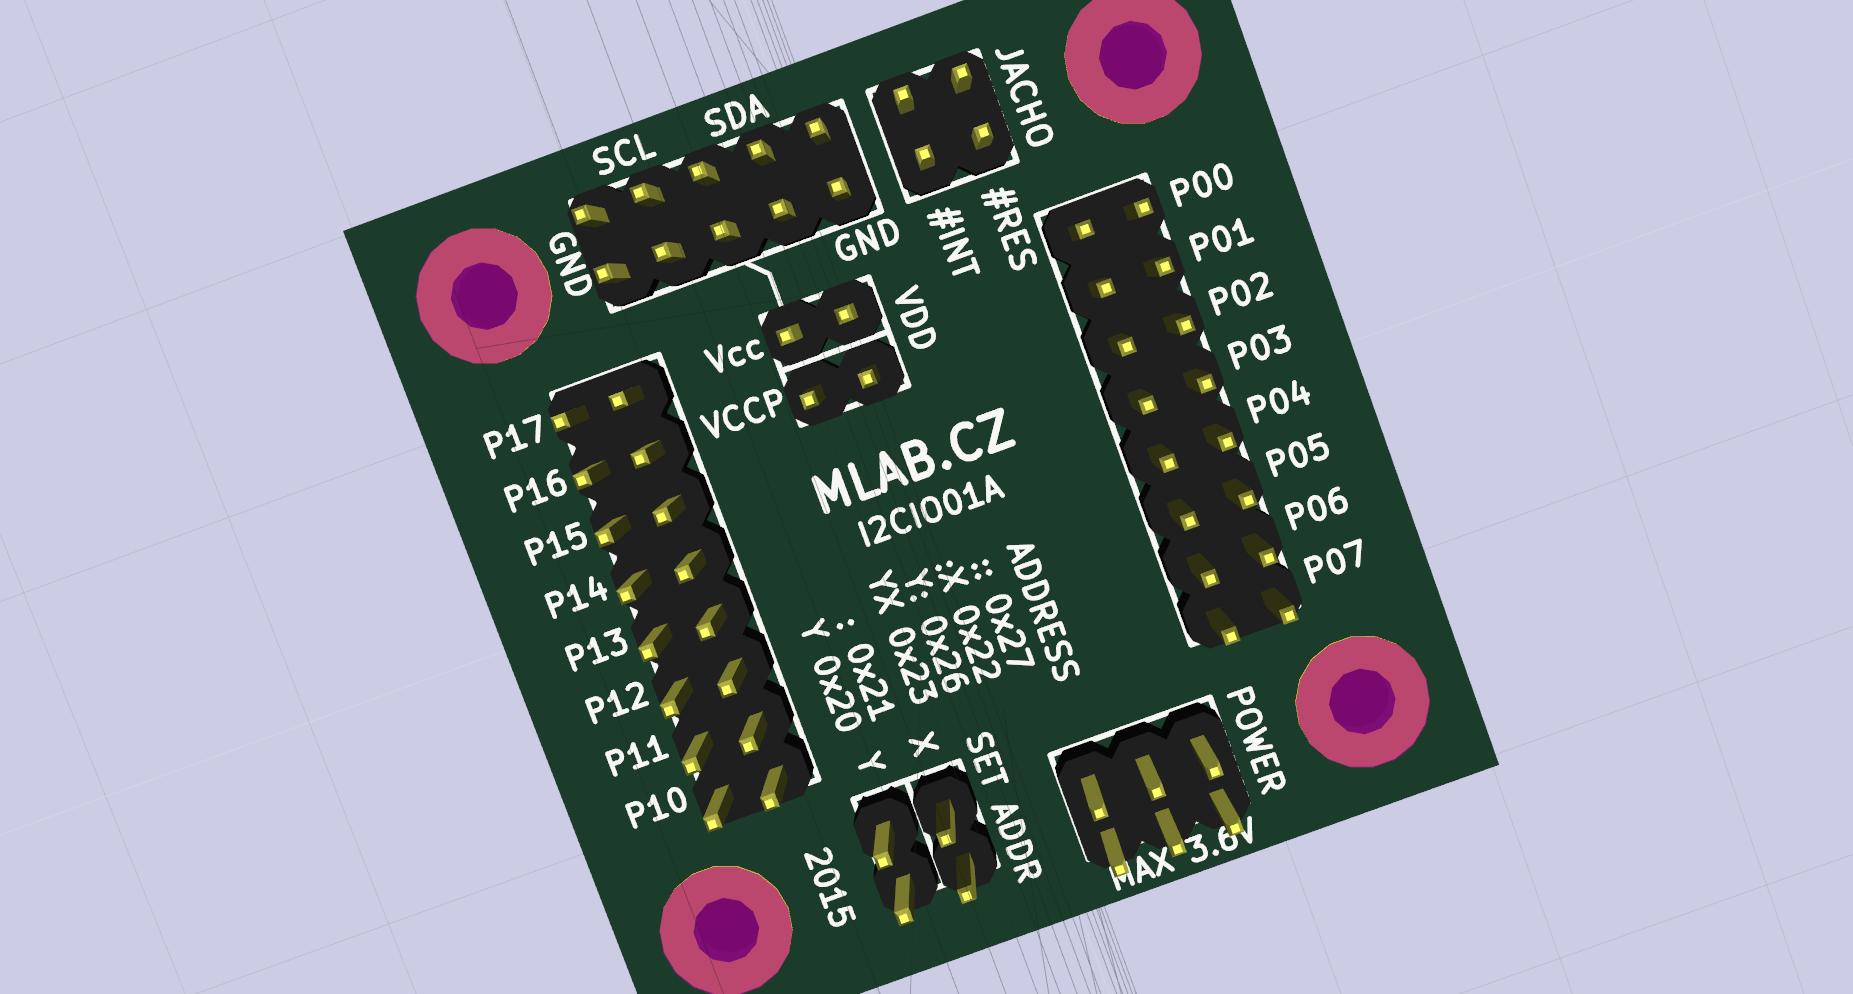 SCL
SDA
JACHO
GND
GND
#INT
#RES
P00
P01
P02
P03
P04
P05
P06
P07
Vcc
VDD
VCCP
P17
P16
P15
P14
P13
P12
P11
P10
MLAB.CZ
I2CIO01A
ADDRESS
:: 0x27
X: 0x22
Y: 0x26
YX 0x23
: 0x21
Y 0x20
Y
X
SET ADDR
POWER
MAX 3.6V
2015